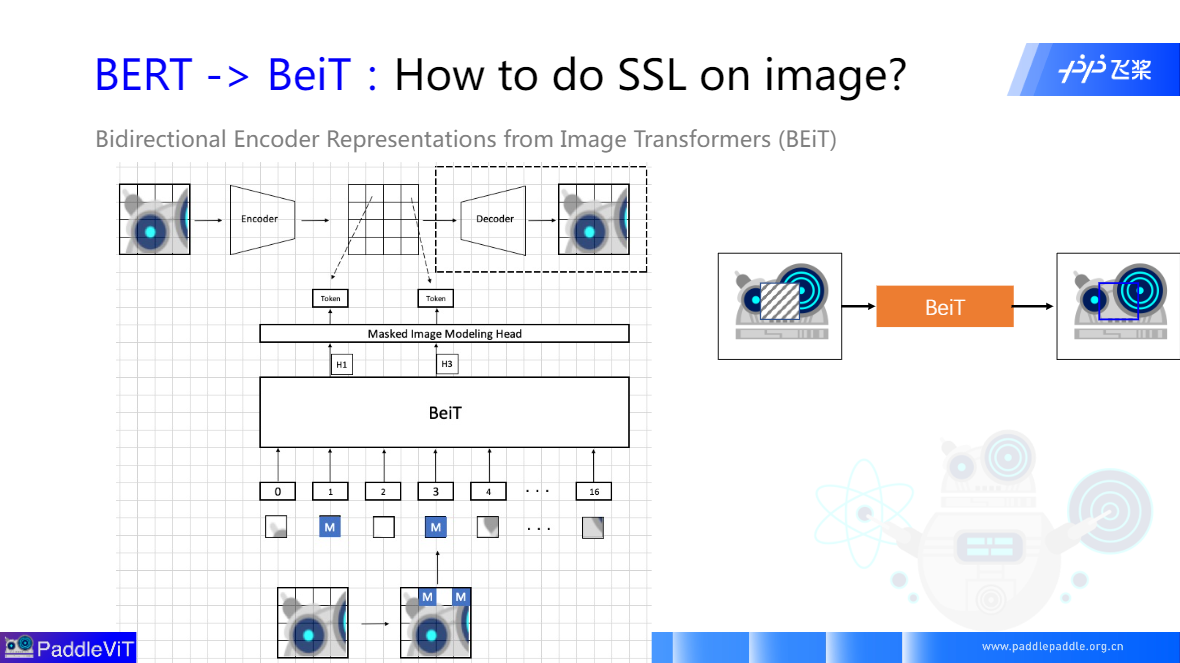 BERT -> BeiT : How to do SSL on image?
飞桨
Bidirectional Encoder Representations from Image Transformers (BEiT)
Encoder
Decoder
Token
Token
Masked Image Modeling Head
H1
H3
BeiT
0
1
2
3
4
· · ·
16
M
M
· · ·
M
M
BeiT
PaddleViT
www.paddlepaddle.org.cn